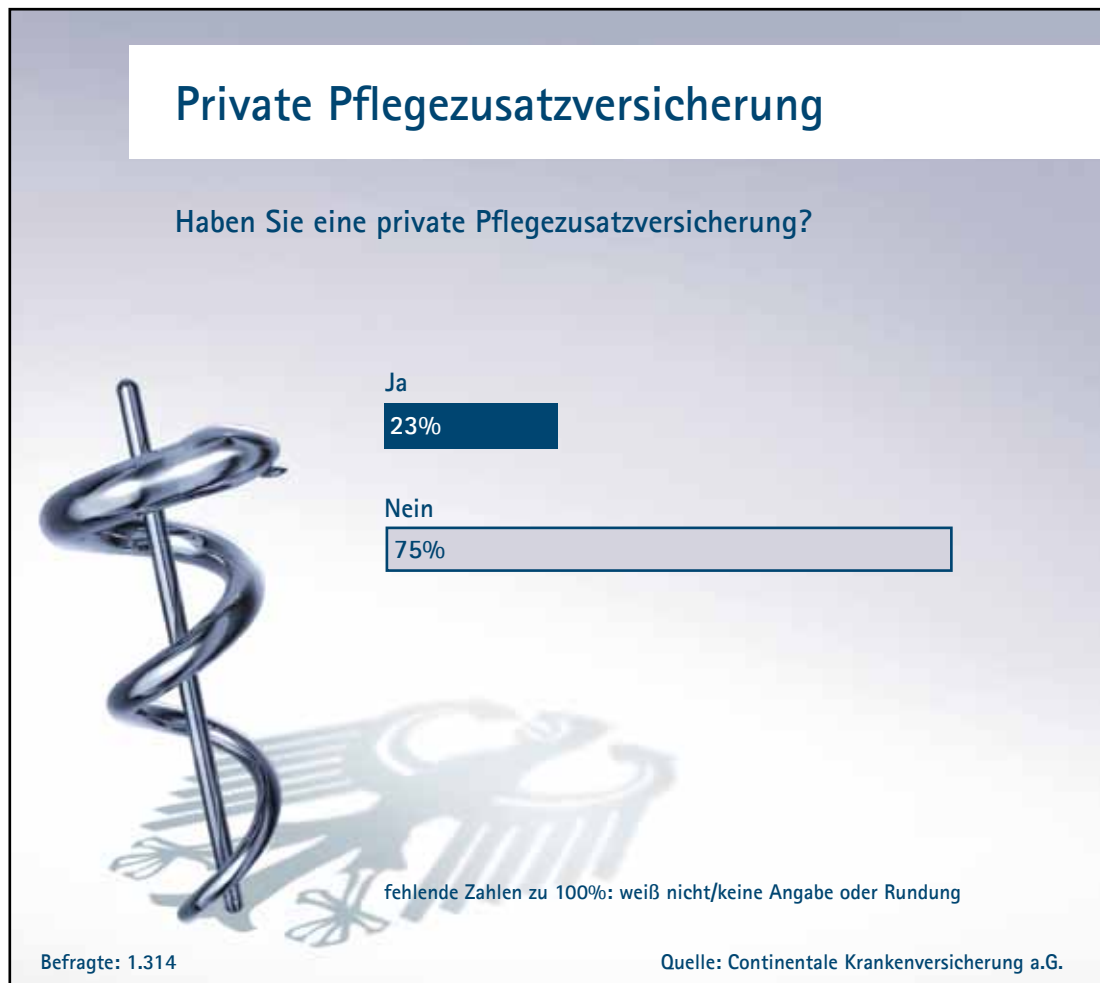 Private Pflegezusatzversicherung
Haben Sie eine private Pflegezusatzversicherung?
Ja
23%
Nein
75%
fehlende Zahlen zu 100%: weiß nicht/keine Angabe oder Rundung
Befragte: 1.314
Quelle: Continentale Krankenversicherung a.G.